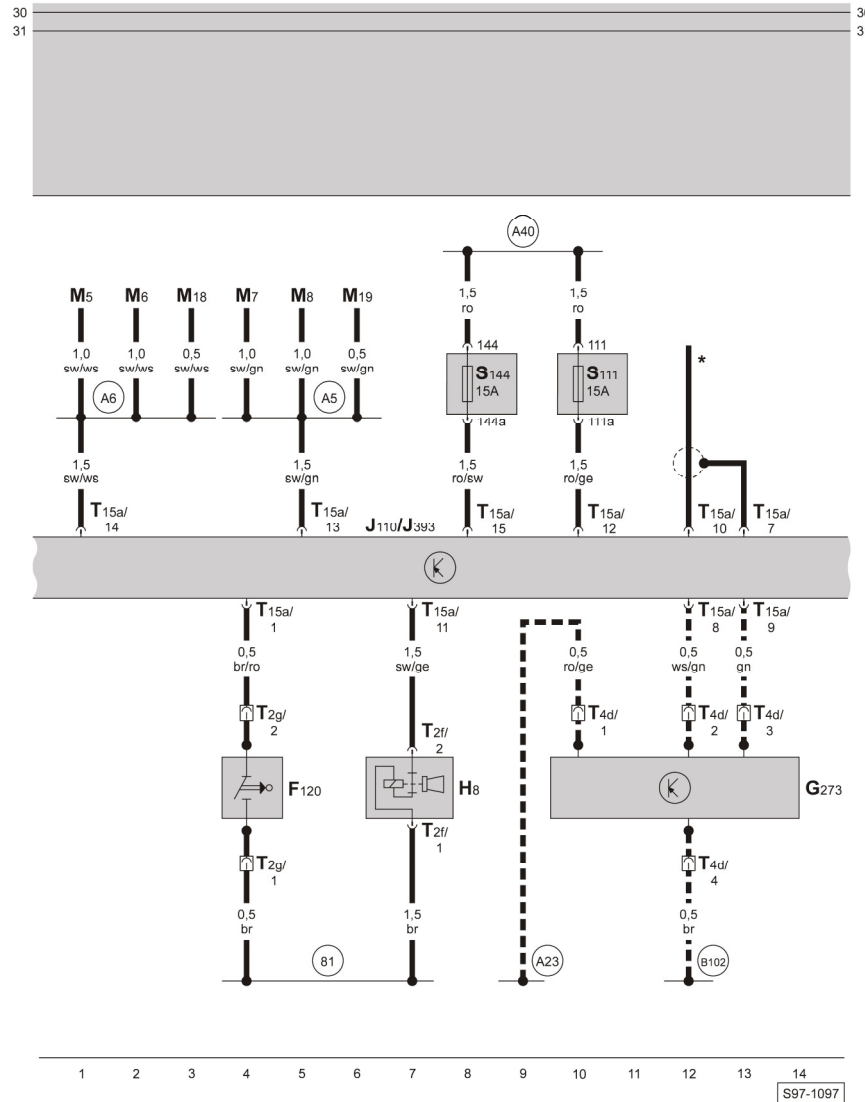 30
30
31
3
A40
M5 M6 M18 M7 M8 M19
1,5 1,5
ro ro
1,0 1,0 0,5 1,0 1,0 0,5
sw/ws sw/ws sw/ws sw/gn sw/gn sw/gn
144 111
S144 S111
15A 15A
*
A6 A5
144a 111a
1,5 1,5 1,5 1,5
sw/ws sw/gn ro/sw ro/ge
T15a/ T15a/ T15a/ T15a/ T15a/ T15a/
14 13 J110/J393 15 12 10 7
T15a/ T15a/ T15a/ T15a/
1 11 8 9
0,5 1,5 0,5 0,5 0,5
br/ro sw/ge ro/ge ws/gn gn
T2g/ T4d/ T4d/ T4d/
2 1 2 3
T2f/
2
F120 H8 G273
T2f/
1
T2g/ T4d/
1 4
0,5 1,5 0,5
br br br
81 A23 B102
1 2 3 4 5 6 7 8 9 10 11 12 13 14
S97-1097